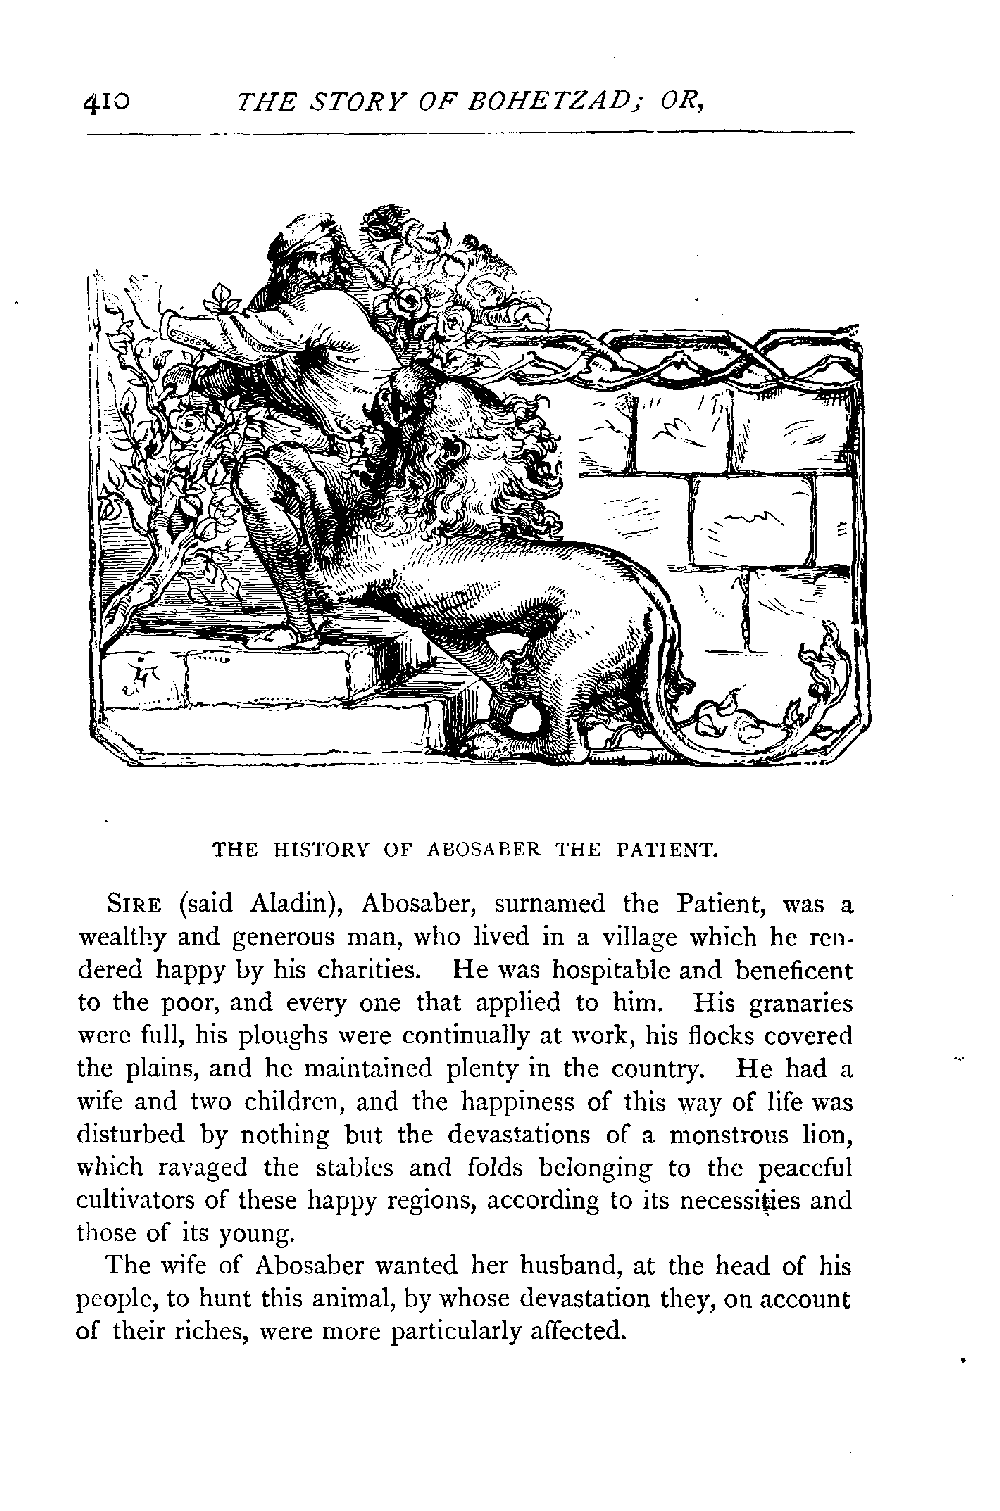 410 THE STORY OF BOHETZAD; OR,
THE HISTORY OF ABOSABER THE PATIENT.
SIRE (said Aladin), Abosaber, surnamed the Patient, was a
wealthy and generous man, who lived in a village which he ren-
dered happy by his charities. He was hospitable and beneficent
to the poor, and every one that applied to him. His granaries
were full, his ploughs were continually at work, his flocks covered
the plains, and he maintained plenty in the country. He had a
wife and two children, and the happiness of this way of life was
disturbed by nothing but the devastations of a monstrous lion,
which ravaged the stables and folds belonging to the peaceful
cultivators of these happy regions, according to its necessities and
those of its young.
The wife of Abosaber wanted her husband, at the head of his
people, to hunt this animal, by whose devastation they, on account
of their riches, were more particularly affected.